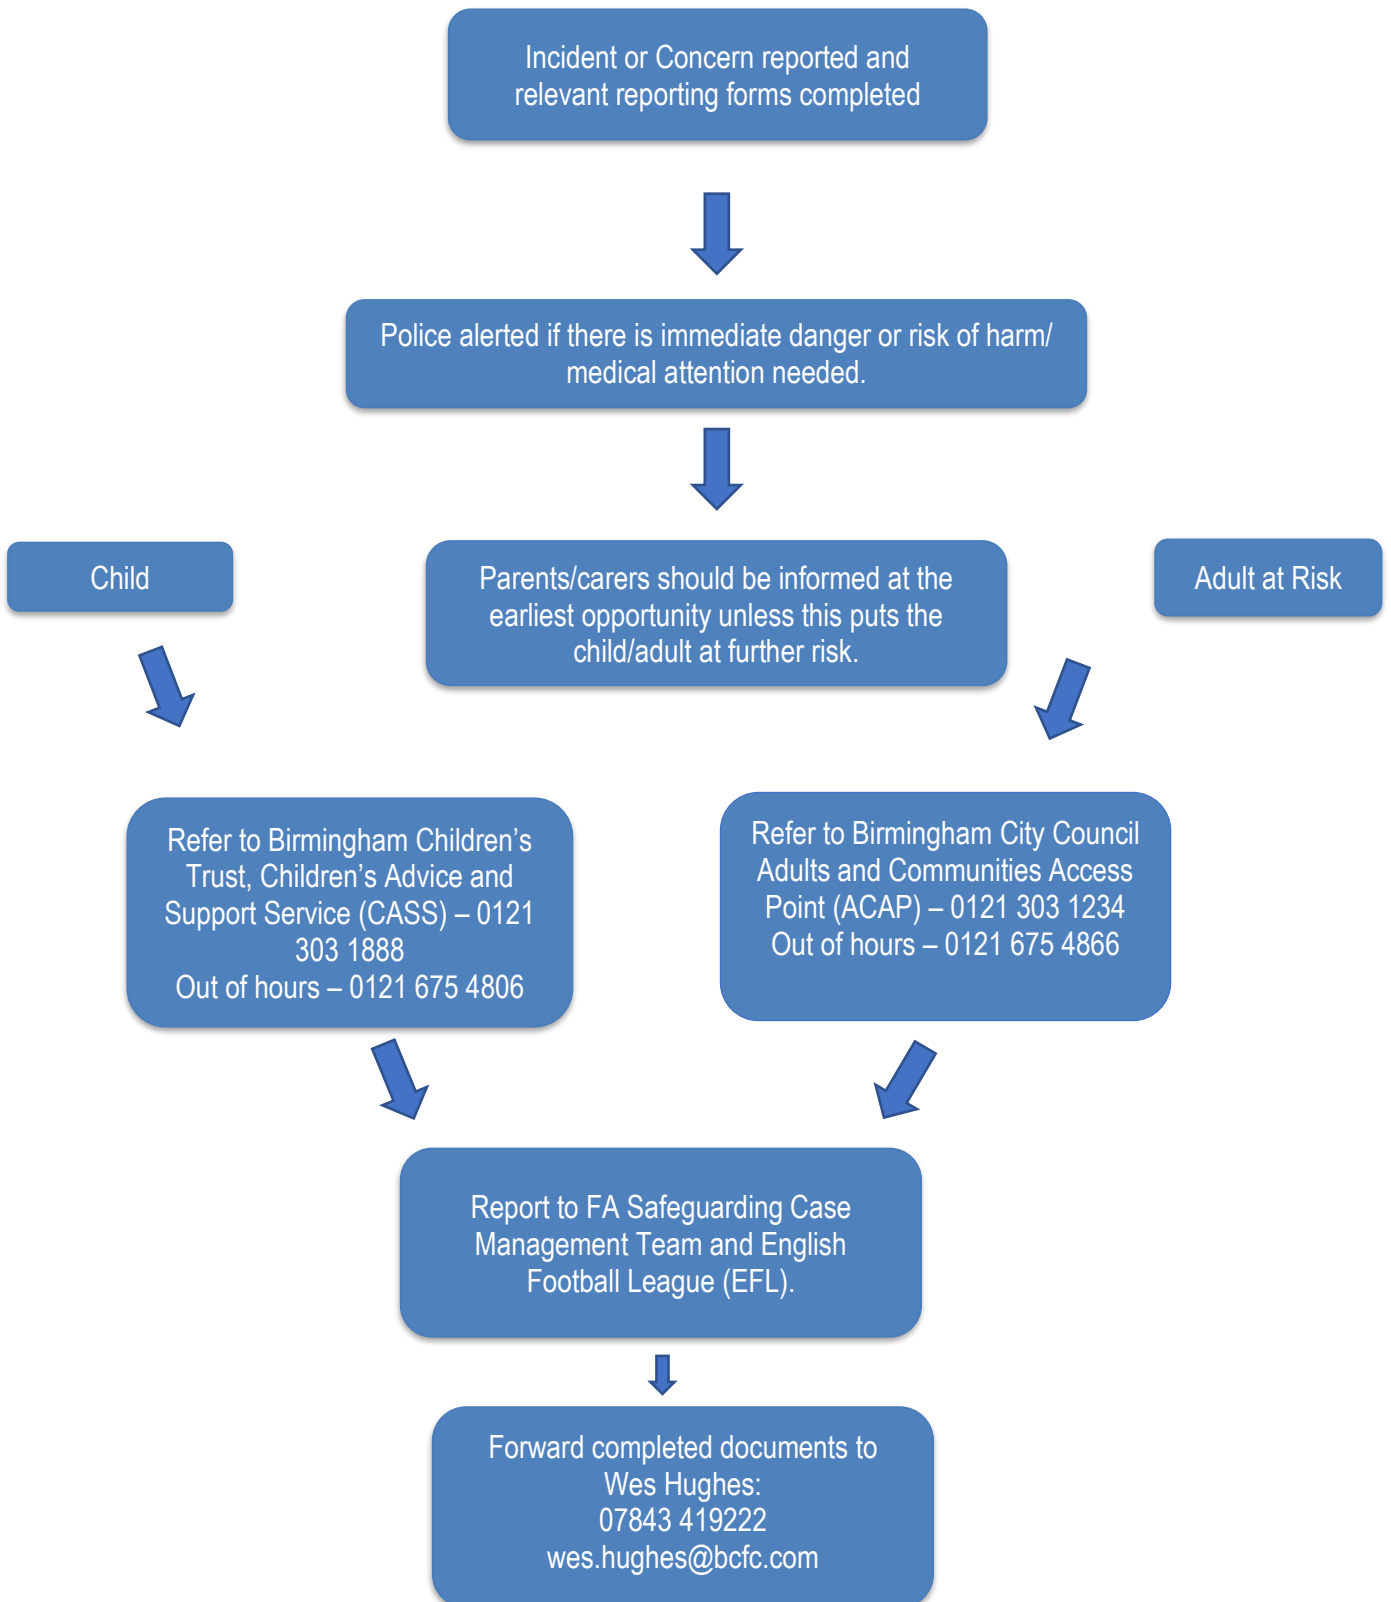 Incident or Concern reported and
relevant reporting forms completed
Police alerted if there is immediate danger or risk of harm/
medical attention needed.
Child
Parents/carers should be informed at the
earliest opportunity unless this puts the
child/adult at further risk.
Adult at Risk
Refer to Birmingham Children’s
Trust, Children’s Advice and
Support Service (CASS) – 0121
303 1888
Out of hours – 0121 675 4806
Refer to Birmingham City Council
Adults and Communities Access
Point (ACAP) – 0121 303 1234
Out of hours – 0121 675 4866
Report to FA Safeguarding Case
Management Team and English
Football League (EFL).
Forward completed documents to
Wes Hughes:
07843 419222
wes.hughes@bcfc.com